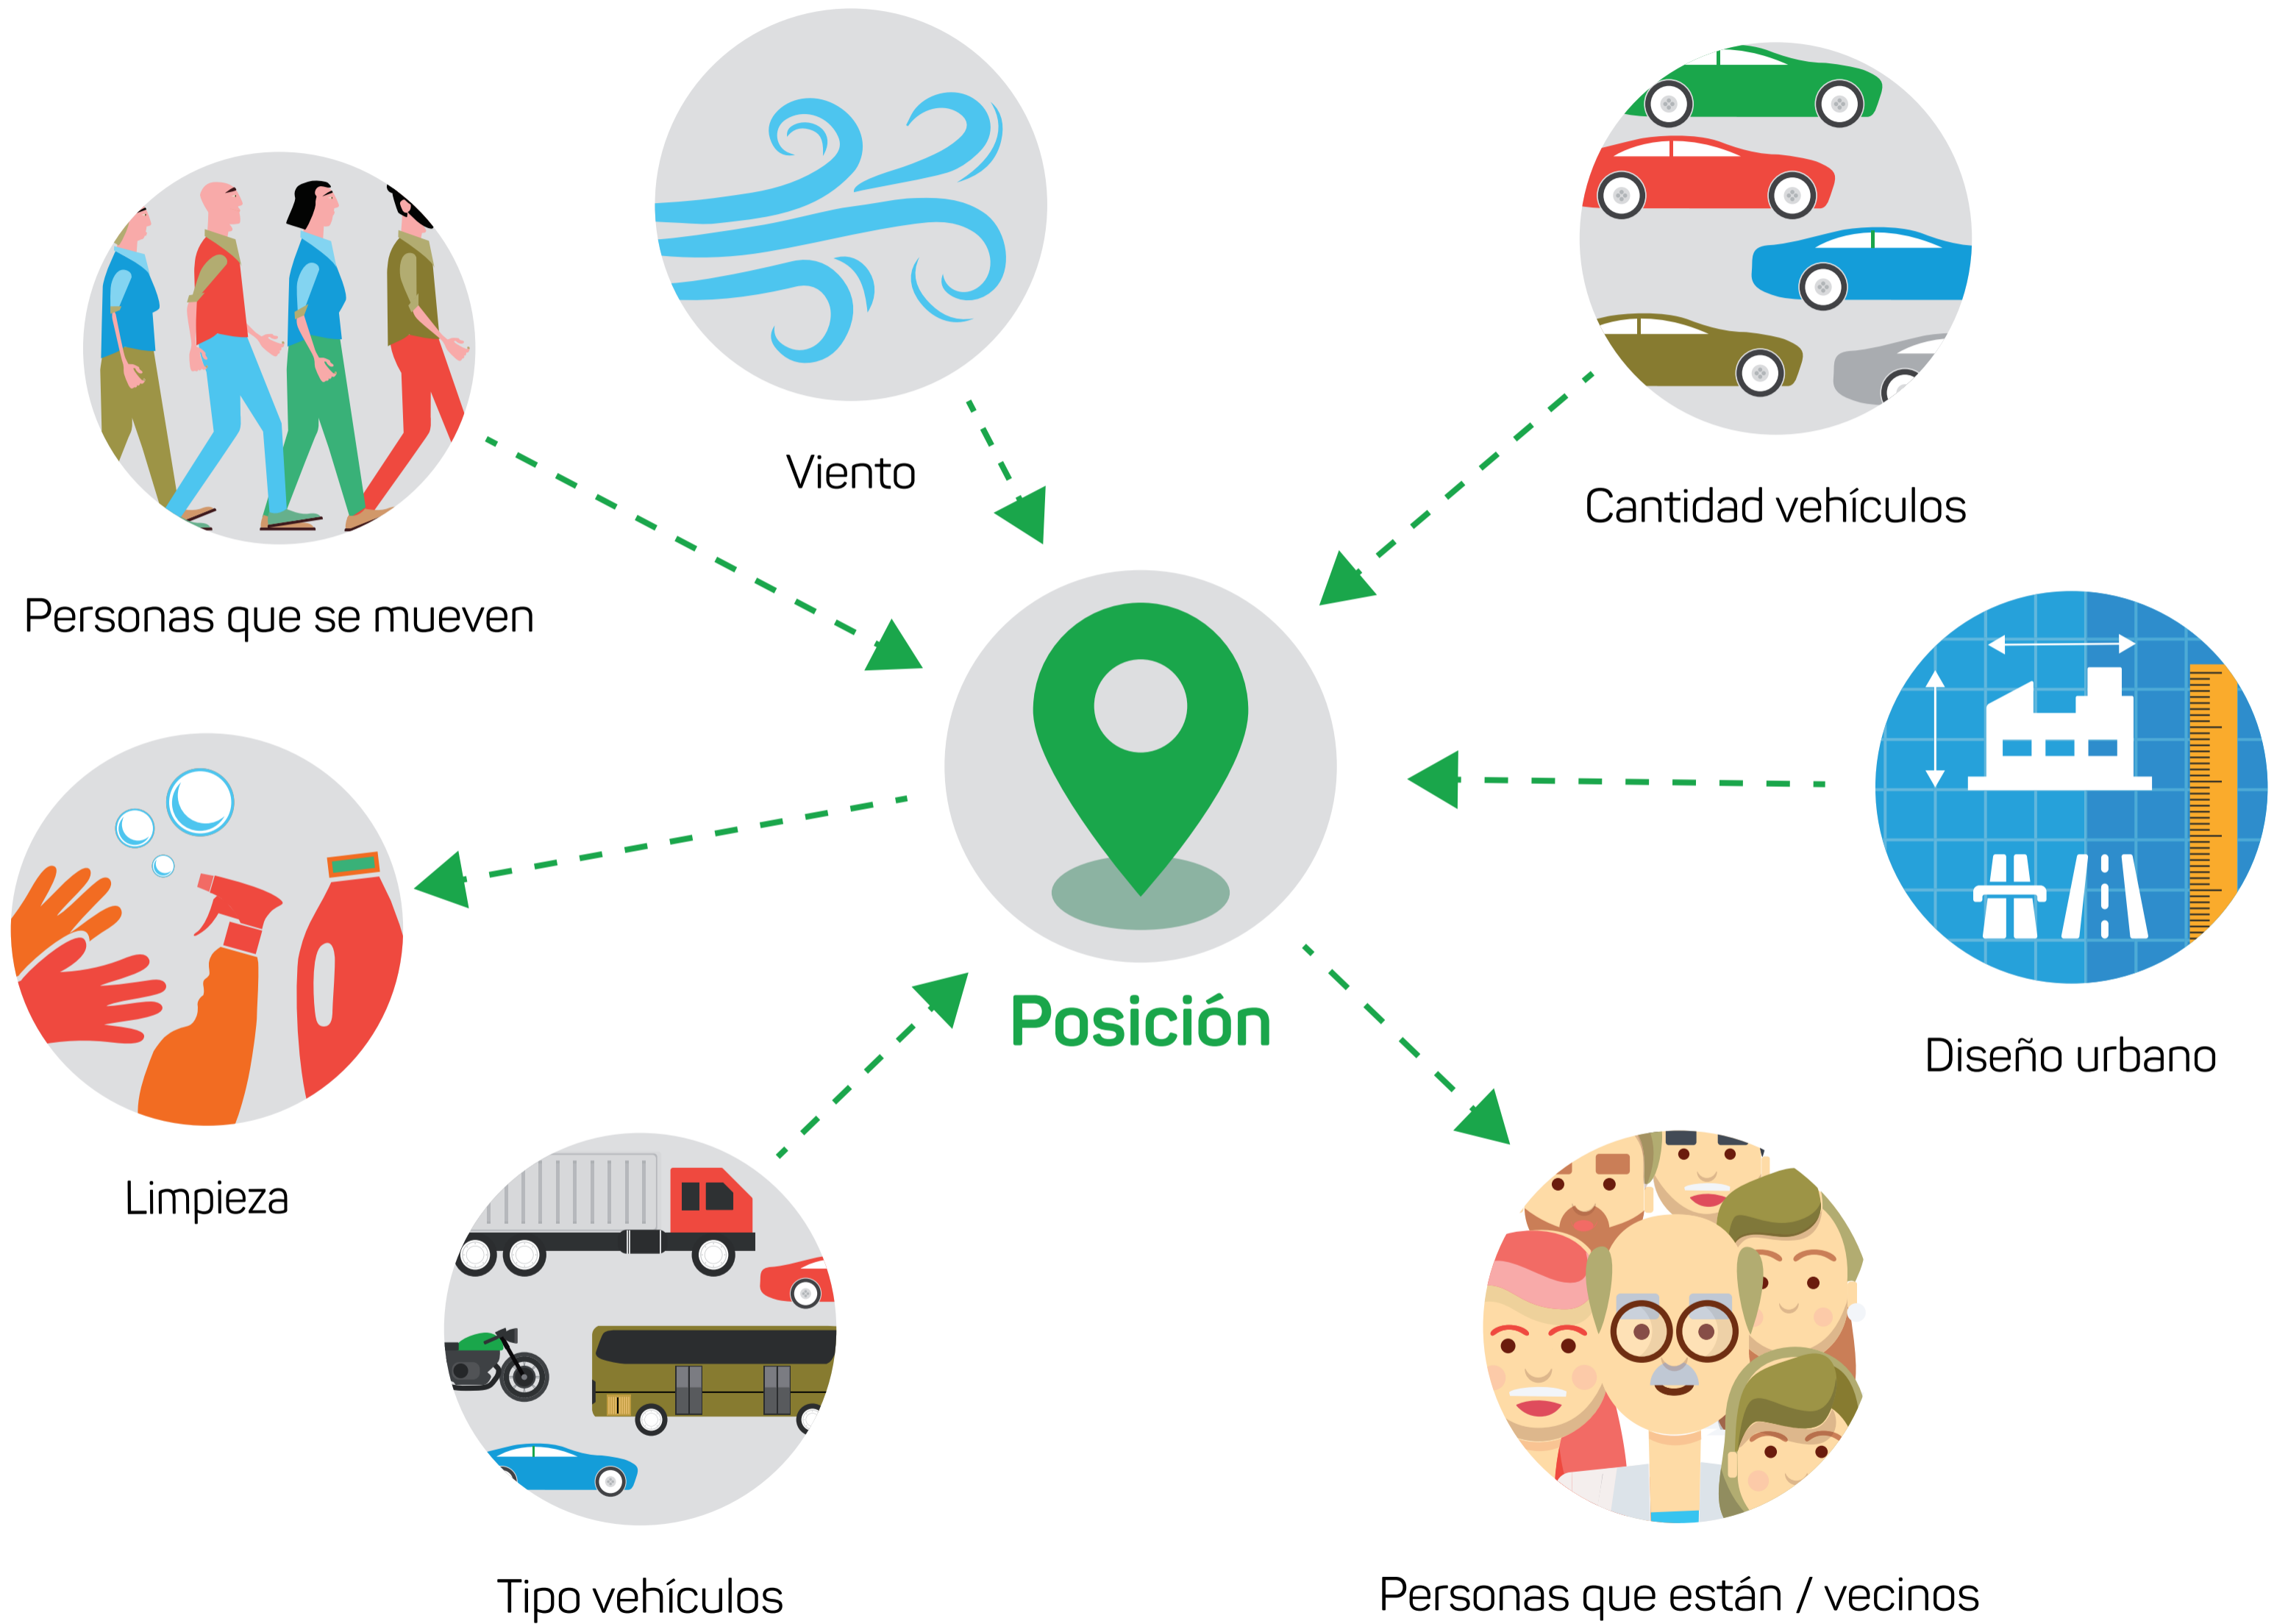 Viento
Cantidad vehículos
Personas que se mueven
Posición
Diseño urbano
Limpieza
Tipo vehículos
Personas que están / vecinos